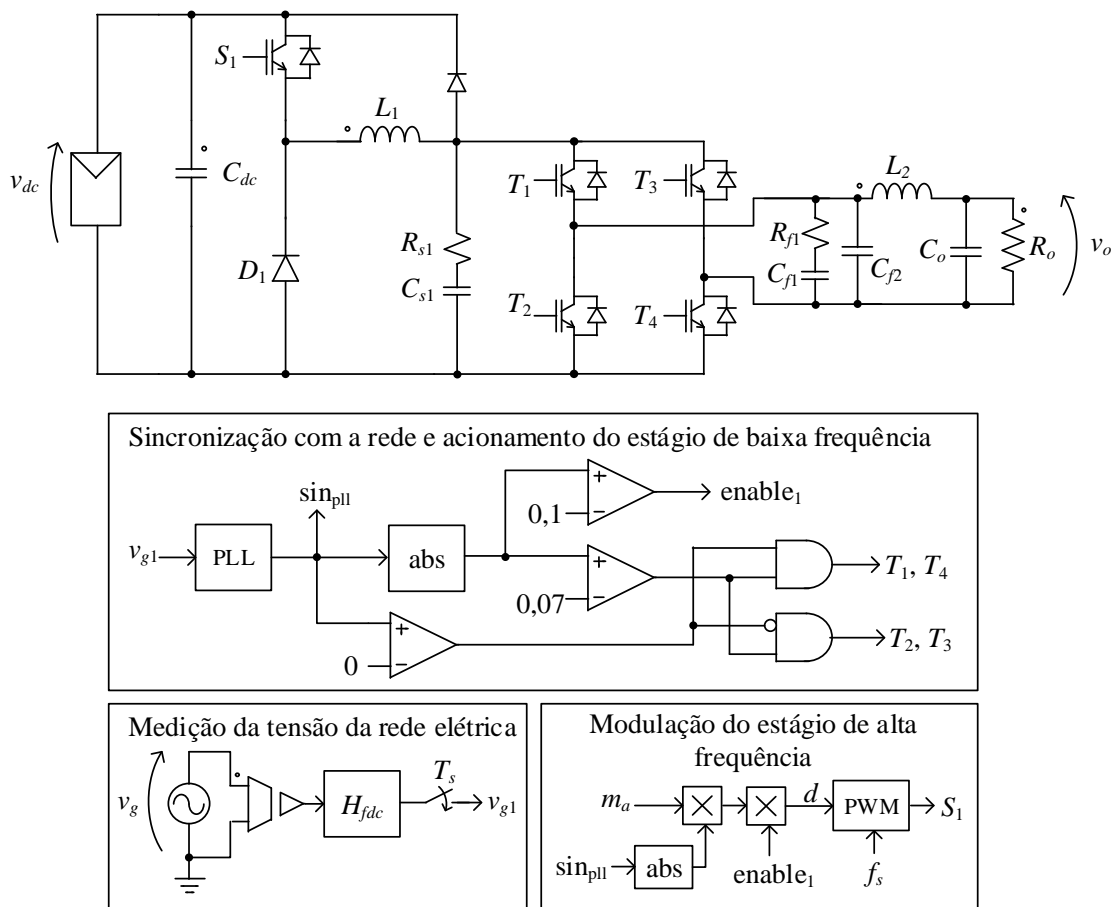 S1
L1
vdc
Cdc
T1
T3
L2
Rs1
Rf1
Ro
vo
D1
Cs1
Cf1
Cf2
Co
T2
T4
Sincronização com a rede e acionamento do estágio de baixa frequência
sinpll
enable1
0,1
vg1
PLL
abs
T1, T4
0,07
T2, T3
0
Medição da tensão da rede elétrica
vg
Hfdc
Ts
vg1
Modulação do estágio de alta
frequência
ma
d
PWM
S1
sinpll
abs
enable1
fs